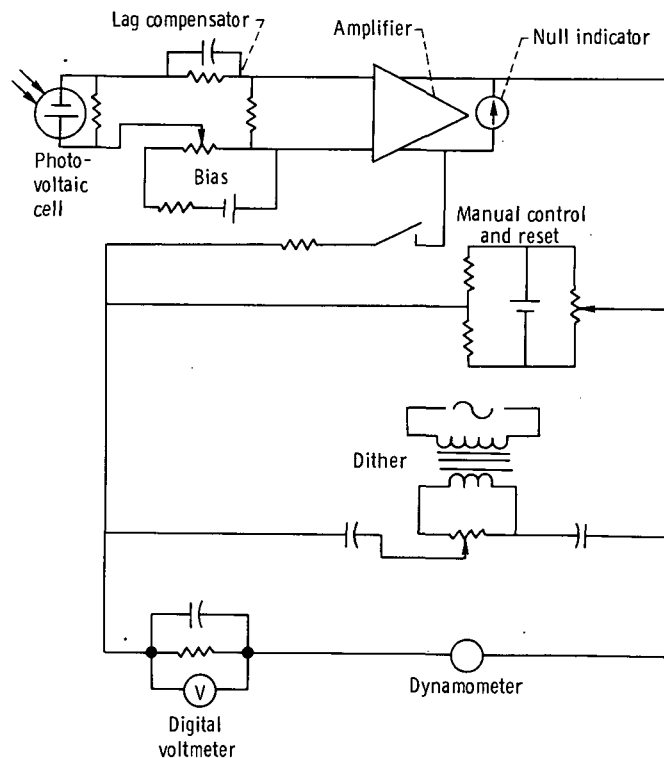 Lag compensator
Amplifier
Null indicator
Photo-
voltaic
cell
Bias
Manual control
and reset
Dither
V
Digital
voltmeter
Dynamometer